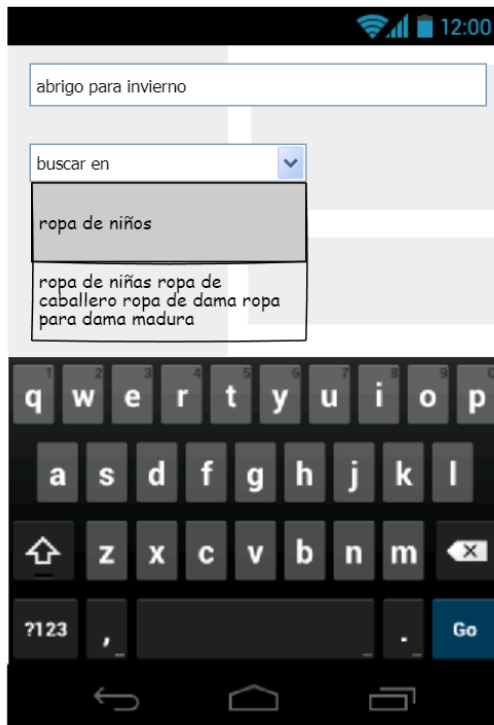 12:00
abrigo para invierno
buscar en
ropa de niños
ropa de niñas ropa de
caballero ropa de dama ropa
para dama madura
1 2 3 4 5 6 7 8 9 0
q w e r t y u i o p
a s d f g h j k l
z x c v b n m
?123 , . Go